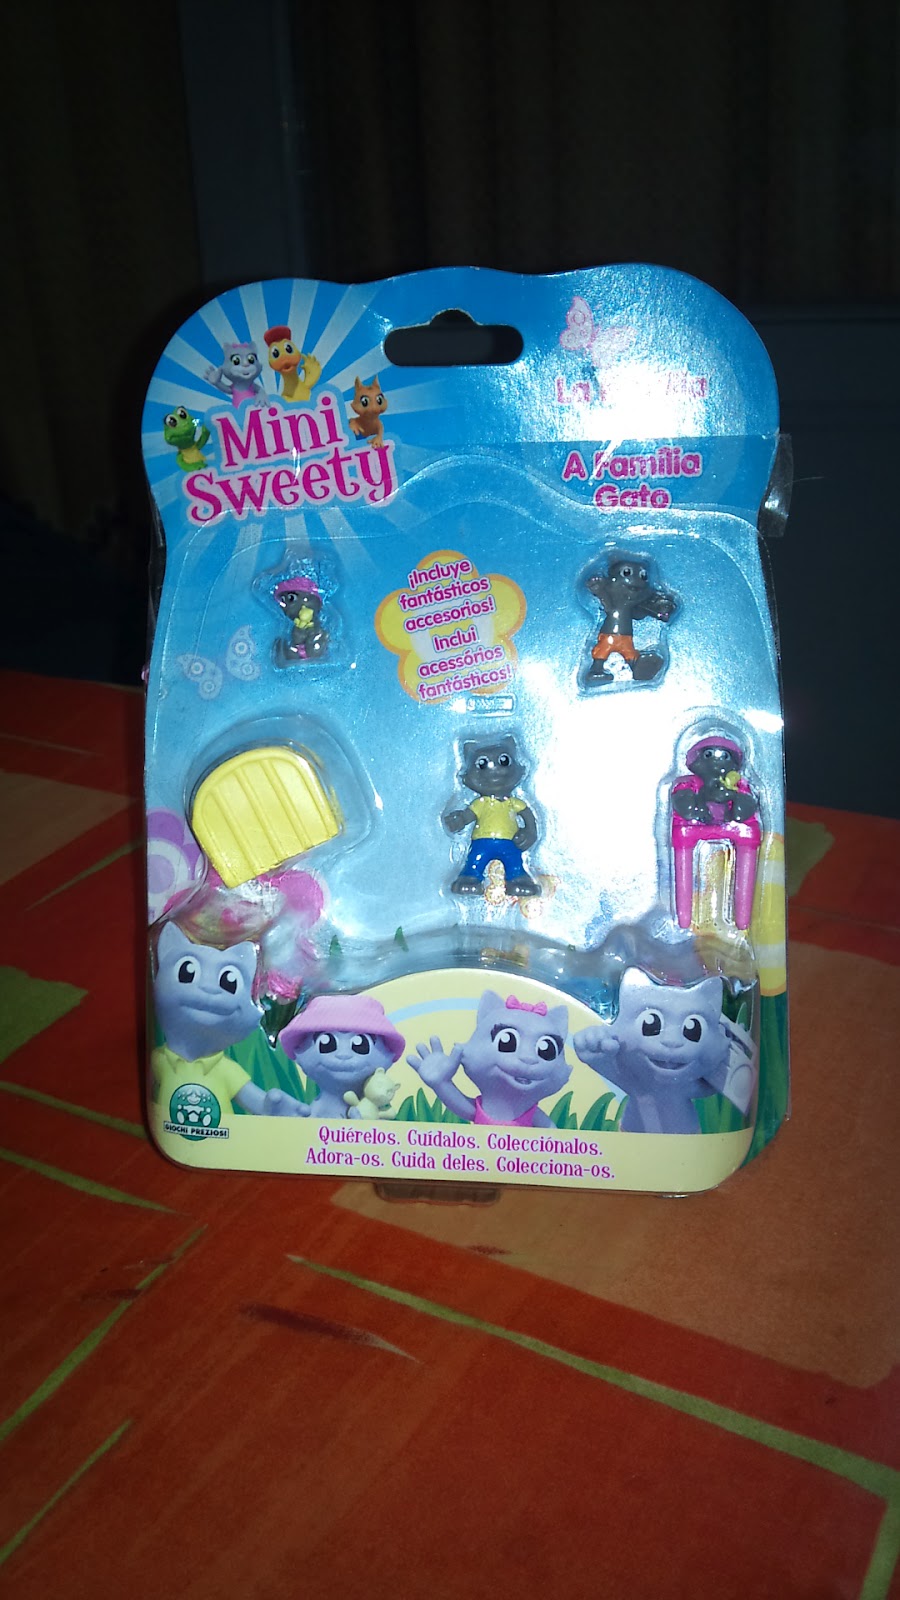 Mini
Sweety
La
A Familia
Gato
¡Incluye
fantásticos
accesorios!
Inclui
acessórios
fantásticos!
GIOCHI PREZIOSI
Quiérelos. Cuídalos. Colecciónalos.
Adora-os. Cuida deles. Colecciona-os.